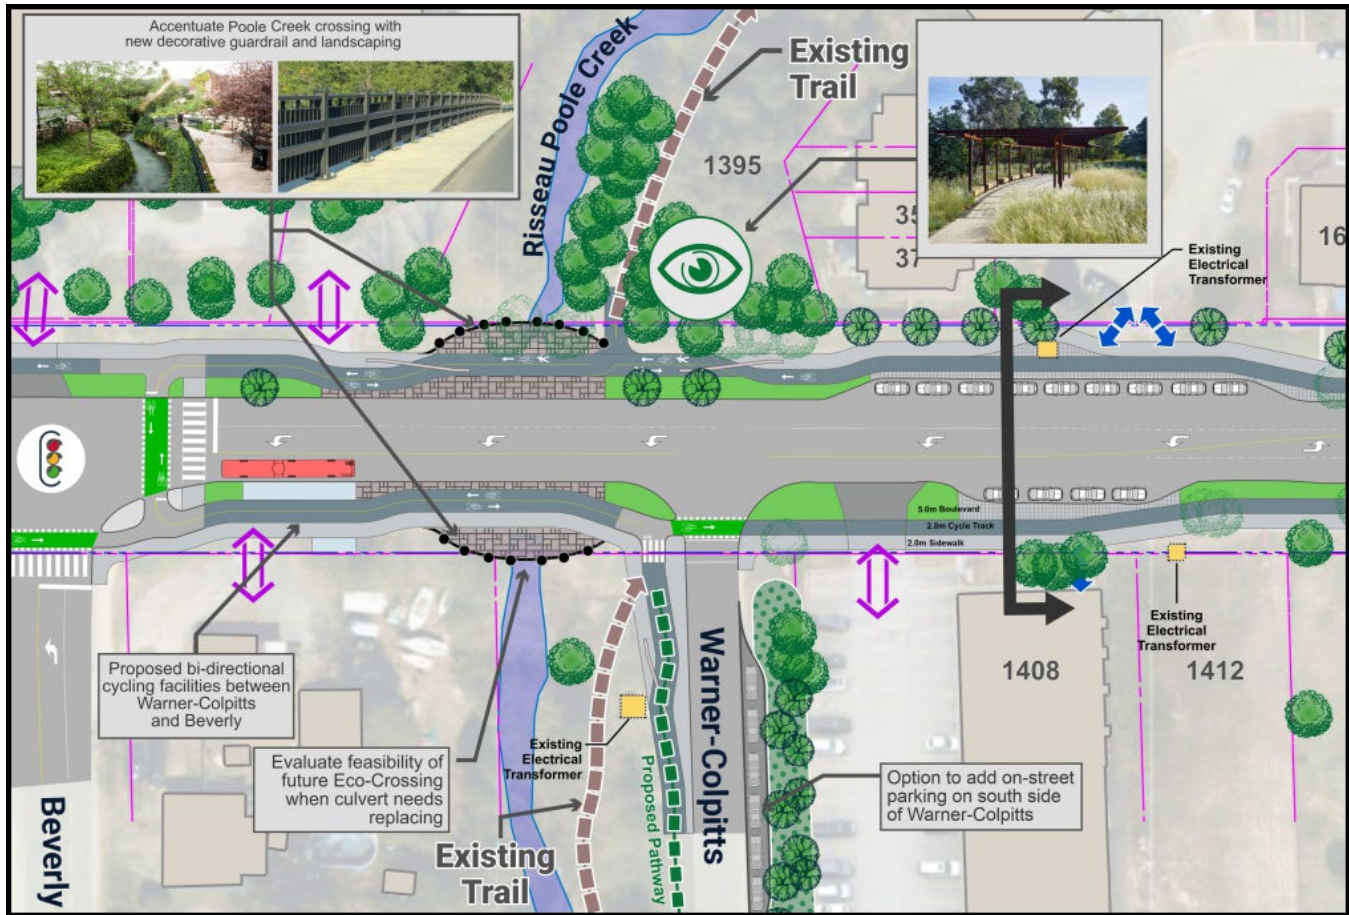 Accentuate Poole Creek crossing with
new decorative guardrail and landscaping
Risseau Poole Creek
Existing
Trail
1395
35
37
16
Existing
Electrical
Transformer
5.0m Boulevard
2.0m Cycle Track
2.0m Sidewalk
Proposed bi-directional
cycling facilities between
Warner-Colpitts
and Beverly
Evaluate feasibility of
future Eco-Crossing
when culvert needs
replacing
Existing
Electrical
Transformer
Existing
Trail
Proposed Pathway
Warner-Colpitts
Beverly
Option to add on-street
parking on south side
of Warner-Colpitts
1408
Existing
Electrical
Transformer
1412